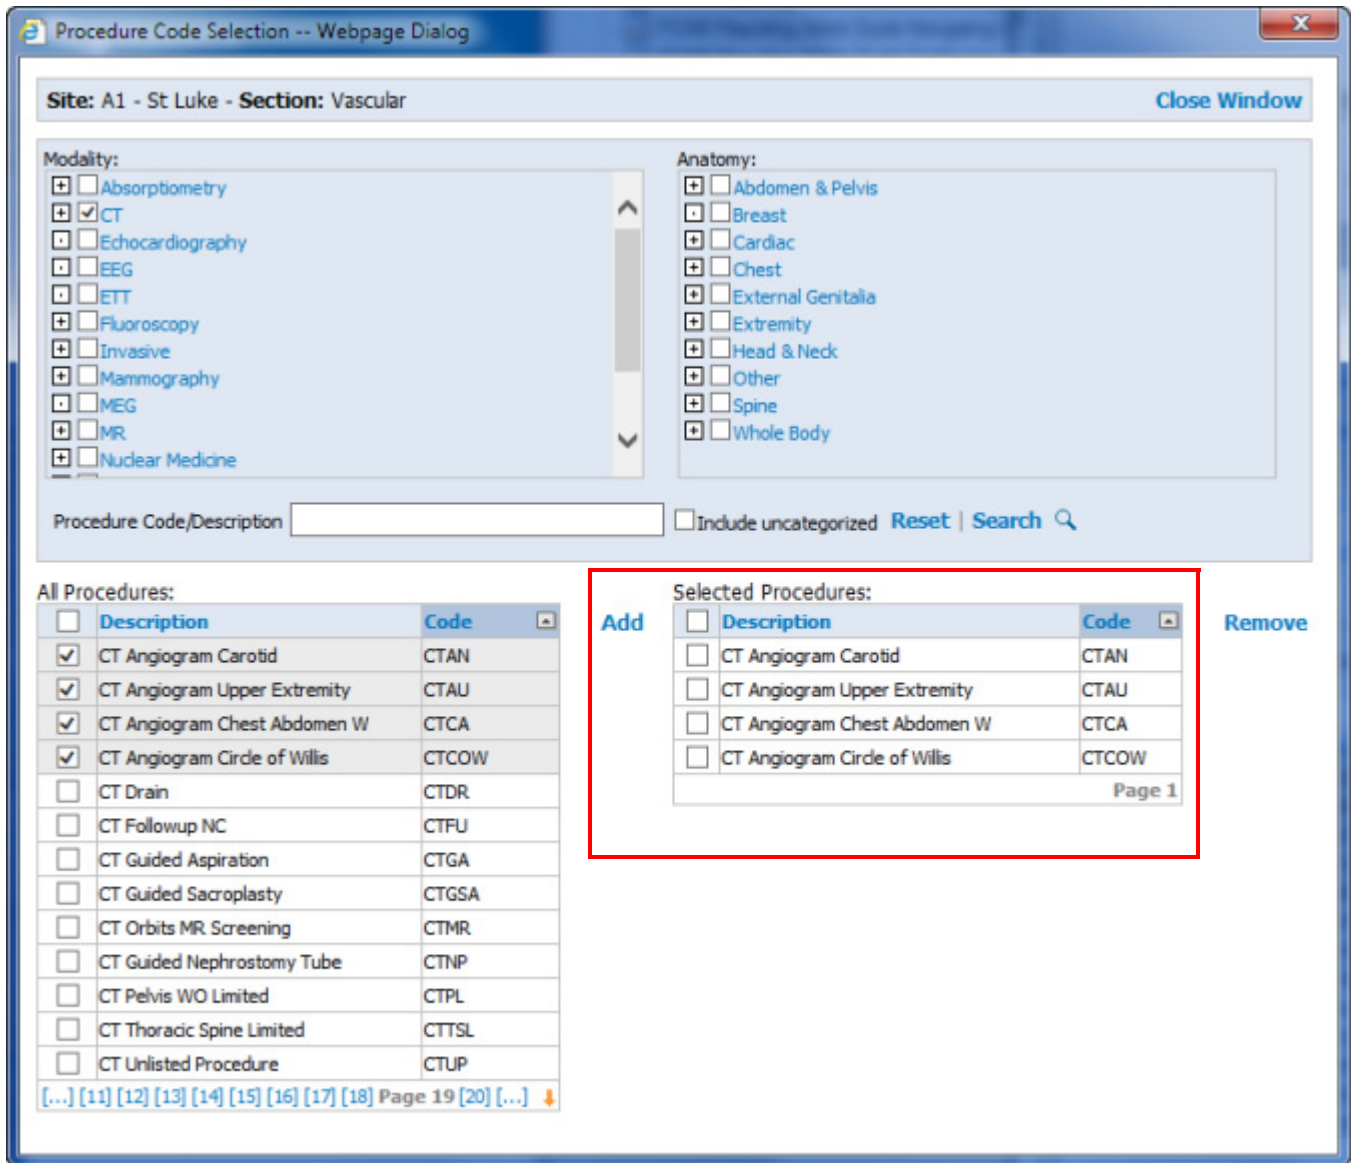 Procedure Code Selection -- Webpage Dialog
Site: A1 - St Luke - Section: Vascular
Close Window
Modality:
Absorptiometry
CT
Echocardiography
EEG
ETT
Fluoroscopy
Invasive
Mammography
MEG
MR
Nuclear Medicine
Anatomy:
Abdomen & Pelvis
Breast
Cardiac
Chest
External Genitalia
Extremity
Head & Neck
Other
Spine
Whole Body
Procedure Code/Description
Include uncategorized Reset | Search
All Procedures:
Description Code
CT Angiogram Carotid CTAN
CT Angiogram Upper Extremity CTAU
CT Angiogram Chest Abdomen W CTCA
CT Angiogram Circle of Willis CTCOW
CT Drain CTDR
CT Followup NC CTFU
CT Guided Aspiration CTGA
CT Guided Sacroplasty CTGSA
CT Orbits MR Screening CTMR
CT Guided Nephrostomy Tube CTNP
CT Pelvis WO Limited CTPL
CT Thoracic Spine Limited CTTSL
CT Unlisted Procedure CTUP
[...] [11] [12] [13] [14] [15] [16] [17] [18] Page 19 [20] [...]
Add
Selected Procedures:
Description Code
CT Angiogram Carotid CTAN
CT Angiogram Upper Extremity CTAU
CT Angiogram Chest Abdomen W CTCA
CT Angiogram Circle of Willis CTCOW
Page 1
Remove